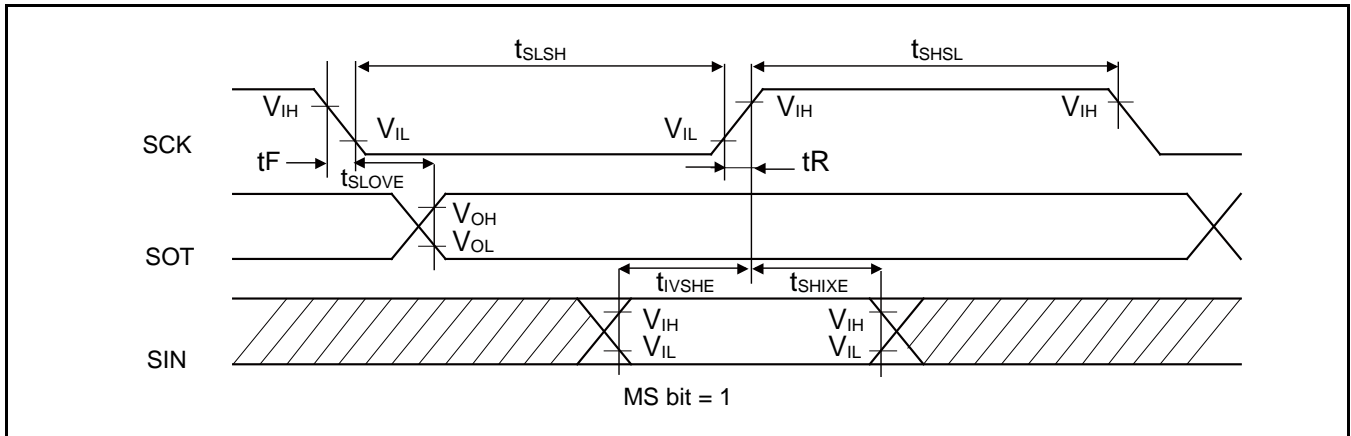 tSLSH tSHSL
VIH VIH VIH
SCK VIL VIL
tF tR
tSLOVE
VOH
SOT VOL
tIVSHE tSHIXE
VIH VIH
SIN VIL VIL
MS bit = 1